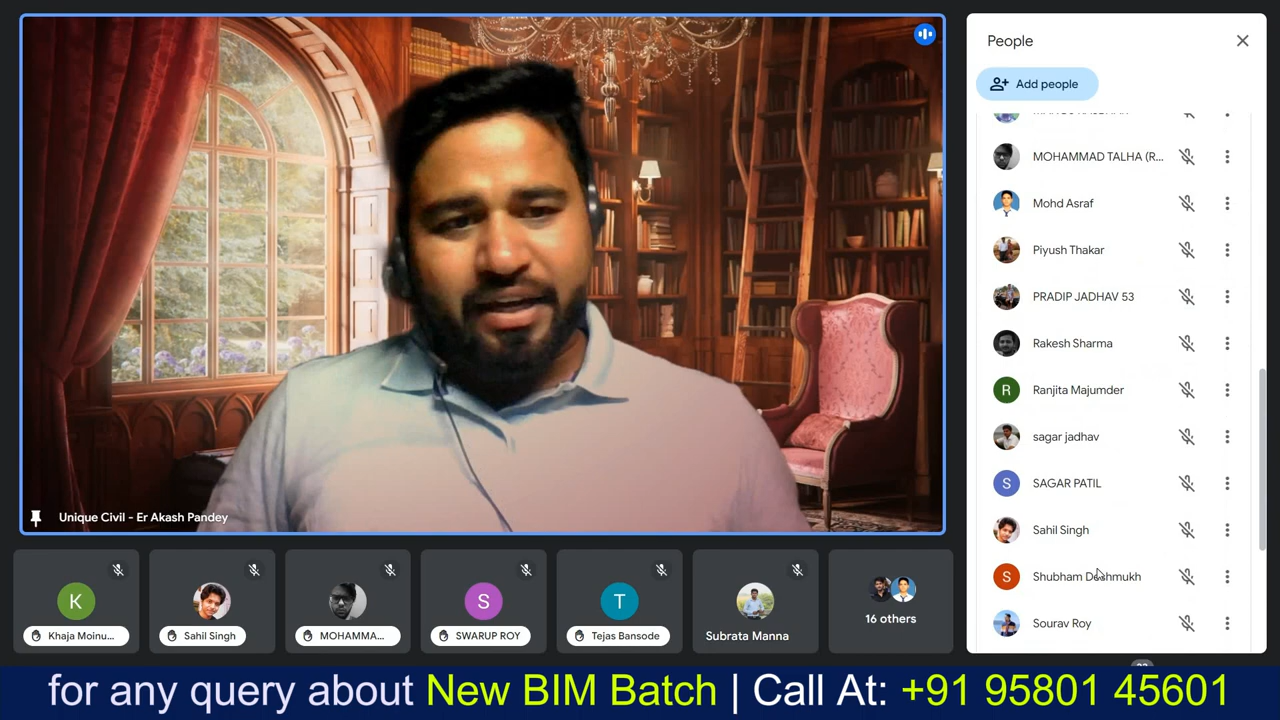 People
Add people
MOHAMMAD TALHA (R...
Mohd Asraf
Piyush Thakar
PRADIP JADHAV 53
Rakesh Sharma
R
Ranjita Majumder
sagar jadhav
S
SAGAR PATIL
Sahil Singh
S
Shubham Deshmukh
Sourav Roy
Unique Civil - Er Akash Pandey
K
Khaja Moinu...
Sahil Singh
MOHAMMA...
S
SWARUP ROY
T
Tejas Bansode
Subrata Manna
16 others
for any query about New BIM Batch | Call At: +91 95801 45601